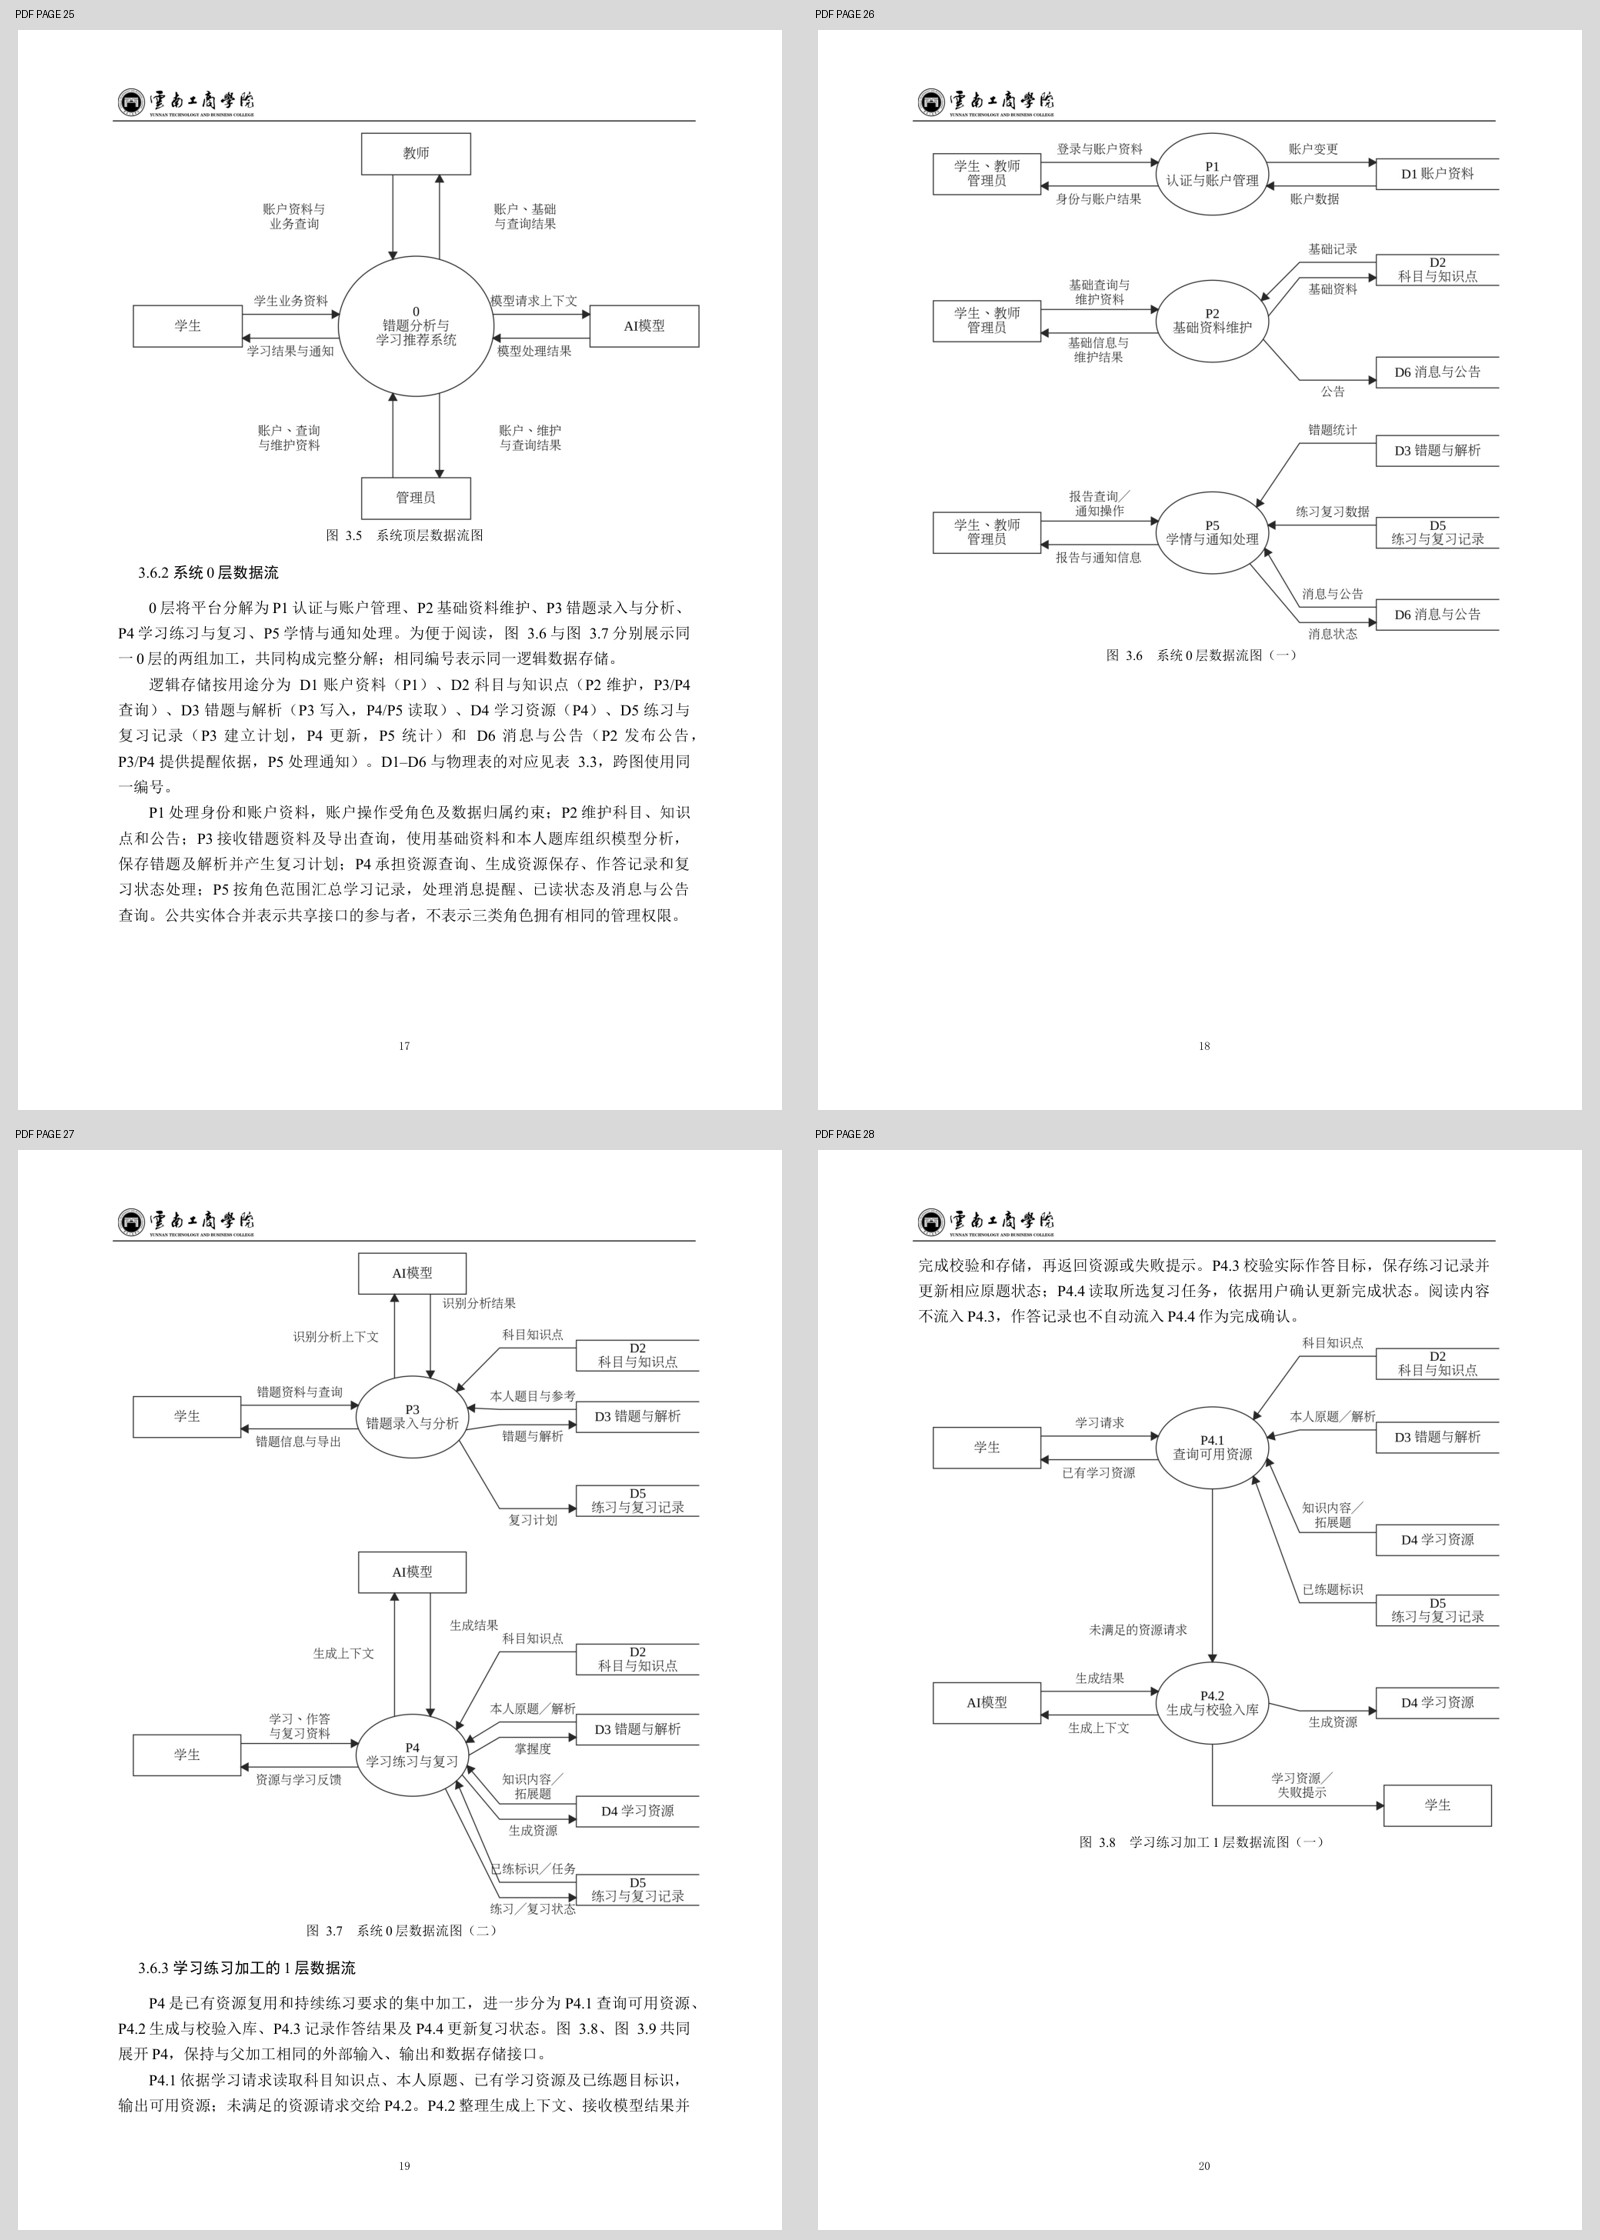 PDF PAGE 25
雲南工商學院
YUNNAN TECHNOLOGY AND BUSINESS COLLEGE
教师
账户资料与
业务查询
账户、基础
与查询结果
学生业务资料
模型请求上下文
学生
0
错题分析与
学习推荐系统
AI模型
学习结果与通知
模型处理结果
账户、查询
与维护资料
账户、维护
与查询结果
管理员
图 3.5 系统顶层数据流图
3.6.2 系统 0 层数据流
0 层将平台分解为 P1 认证与账户管理、P2 基础资料维护、P3 错题录入与分析、
P4 学习练习与复习、P5 学情与通知处理。为便于阅读，图 3.6 与图 3.7 分别展示同
一 0 层的两组加工，共同构成完整分解；相同编号表示同一逻辑数据存储。
逻辑存储按用途分为 D1 账户资料（P1）、D2 科目与知识点（P2 维护，P3/P4
查询）、D3 错题与解析（P3 写入，P4/P5 读取）、D4 学习资源（P4）、D5 练习与
复习记录（P3 建立计划，P4 更新，P5 统计）和 D6 消息与公告（P2 发布公告，
P3/P4 提供提醒依据，P5 处理通知）。D1–D6 与物理表的对应见表 3.3，跨图使用同
一编号。
P1 处理身份和账户资料，账户操作受角色及数据归属约束；P2 维护科目、知识
点和公告；P3 接收错题资料及导出查询，使用基础资料和本人题库组织模型分析，
保存错题及解析并产生复习计划；P4 承担资源查询、生成资源保存、作答记录和复
习状态处理；P5 按角色范围汇总学习记录，处理消息提醒、已读状态及消息与公告
查询。公共实体合并表示共享接口的参与者，不表示三类角色拥有相同的管理权限。
17
PDF PAGE 26
雲南工商學院
YUNNAN TECHNOLOGY AND BUSINESS COLLEGE
登录与账户资料
账户变更
学生、教师
管理员
P1
认证与账户管理
D1 账户资料
身份与账户结果
账户数据
基础记录
D2
科目与知识点
基础查询与
维护资料
基础资料
学生、教师
管理员
P2
基础资料维护
基础信息与
维护结果
D6 消息与公告
公告
错题统计
D3 错题与解析
报告查询／
通知操作
练习复习数据
学生、教师
管理员
P5
学情与通知处理
D5
练习与复习记录
报告与通知信息
消息与公告
D6 消息与公告
消息状态
图 3.6 系统 0 层数据流图（一）
18
PDF PAGE 27
雲南工商學院
YUNNAN TECHNOLOGY AND BUSINESS COLLEGE
AI模型
识别分析结果
识别分析上下文
科目知识点
D2
科目与知识点
错题资料与查询
本人题目与参考
学生
P3
错题录入与分析
D3 错题与解析
错题信息与导出
错题与解析
D5
练习与复习记录
复习计划
AI模型
生成结果
科目知识点
生成上下文
D2
科目与知识点
学习、作答
与复习资料
本人原题／解析
D3 错题与解析
学生
P4
学习练习与复习
掌握度
资源与学习反馈
知识内容／
拓展题
D4 学习资源
生成资源
已练标识／任务
D5
练习与复习记录
练习／复习状态
图 3.7 系统 0 层数据流图（二）
3.6.3 学习练习加工的 1 层数据流
P4 是已有资源复用和持续练习要求的集中加工，进一步分为 P4.1 查询可用资源、
P4.2 生成与校验入库、P4.3 记录作答结果及 P4.4 更新复习状态。图 3.8、图 3.9 共同
展开 P4，保持与父加工相同的外部输入、输出和数据存储接口。
P4.1 依据学习请求读取科目知识点、本人原题、已有学习资源及已练题目标识，
输出可用资源；未满足的资源请求交给 P4.2。P4.2 整理生成上下文、接收模型结果并
19
PDF PAGE 28
雲南工商學院
YUNNAN TECHNOLOGY AND BUSINESS COLLEGE
完成校验和存储，再返回资源或失败提示。P4.3 校验实际作答目标，保存练习记录并
更新相应原题状态；P4.4 读取所选复习任务，依据用户确认更新完成状态。阅读内容
不流入 P4.3，作答记录也不自动流入 P4.4 作为完成确认。
科目知识点
D2
科目与知识点
学习请求
本人原题／解析
学生
P4.1
查询可用资源
D3 错题与解析
已有学习资源
知识内容／
拓展题
D4 学习资源
已练题标识
D5
练习与复习记录
未满足的资源请求
生成结果
AI模型
P4.2
生成与校验入库
D4 学习资源
生成上下文
生成资源
学习资源／
失败提示
学生
图 3.8 学习练习加工 1 层数据流图（一）
20